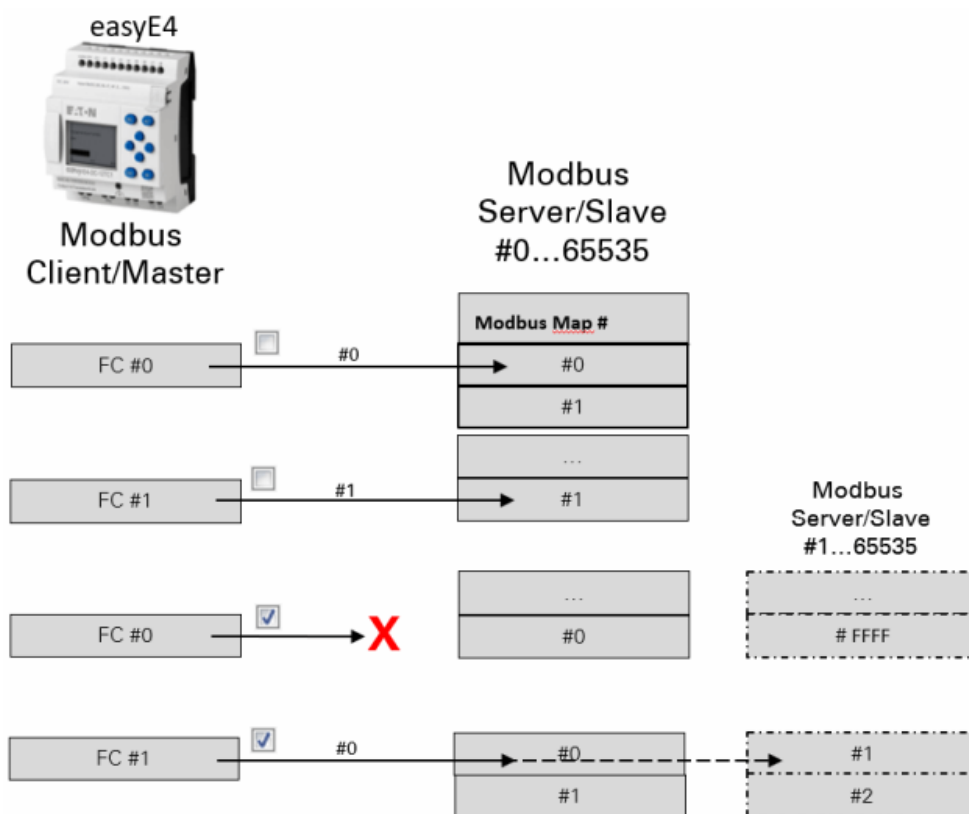 easyE4
E·T·N
Modbus
Client/Master
Modbus
Server/Slave
#0...65535
Modbus Map #
FC #0
#0
#0
#1
...
FC #1
#1
#1
Modbus
Server/Slave
#1...65535
...
...
FC #0
X
#0
# FFFF
FC #1
#0
#0
#1
#1
#2